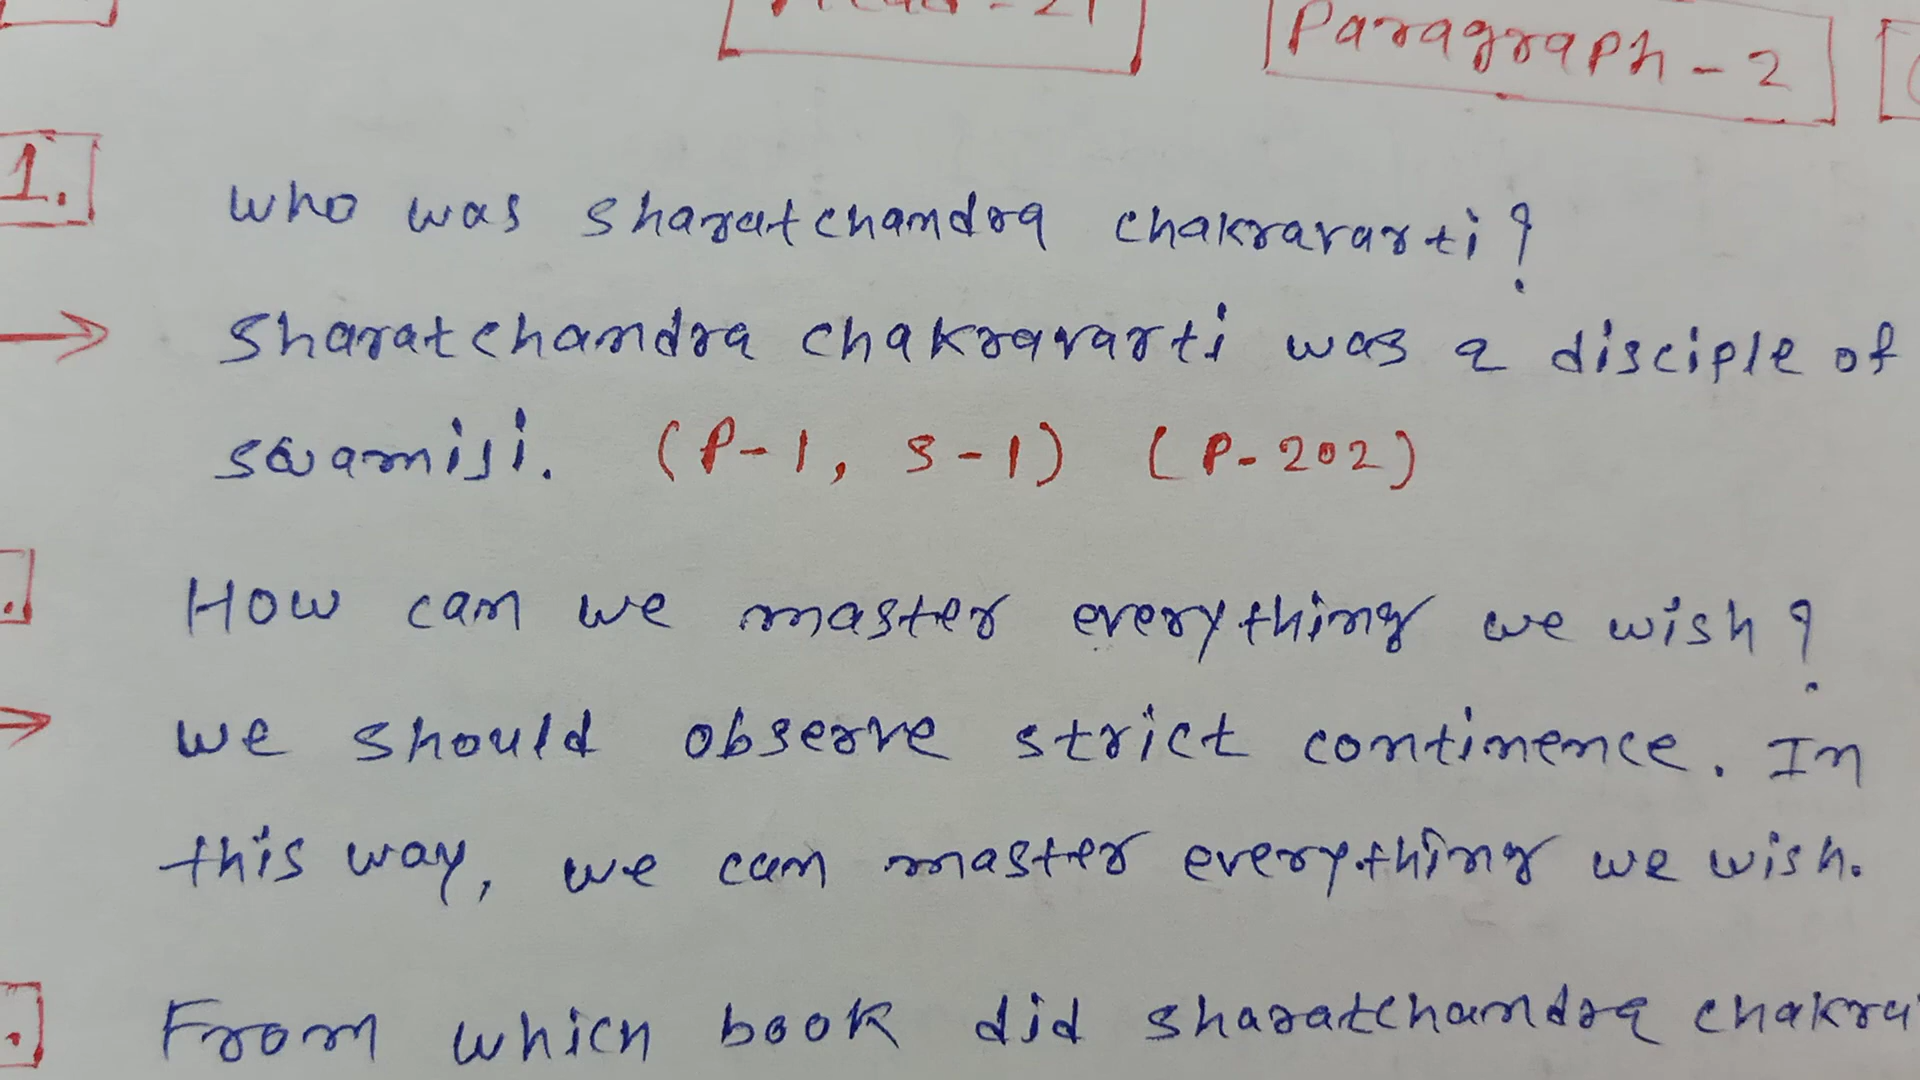 Paragraph - 2
1.
who was sharatchandra chakravarti?
sharatchandra chakravarti was a disciple of
swamiji. (P-1, S-1) (P-202)
How can we master everything we wish?
we should observe strict continence. In
this way, we can master everything we wish.
From which book did sharatchandra